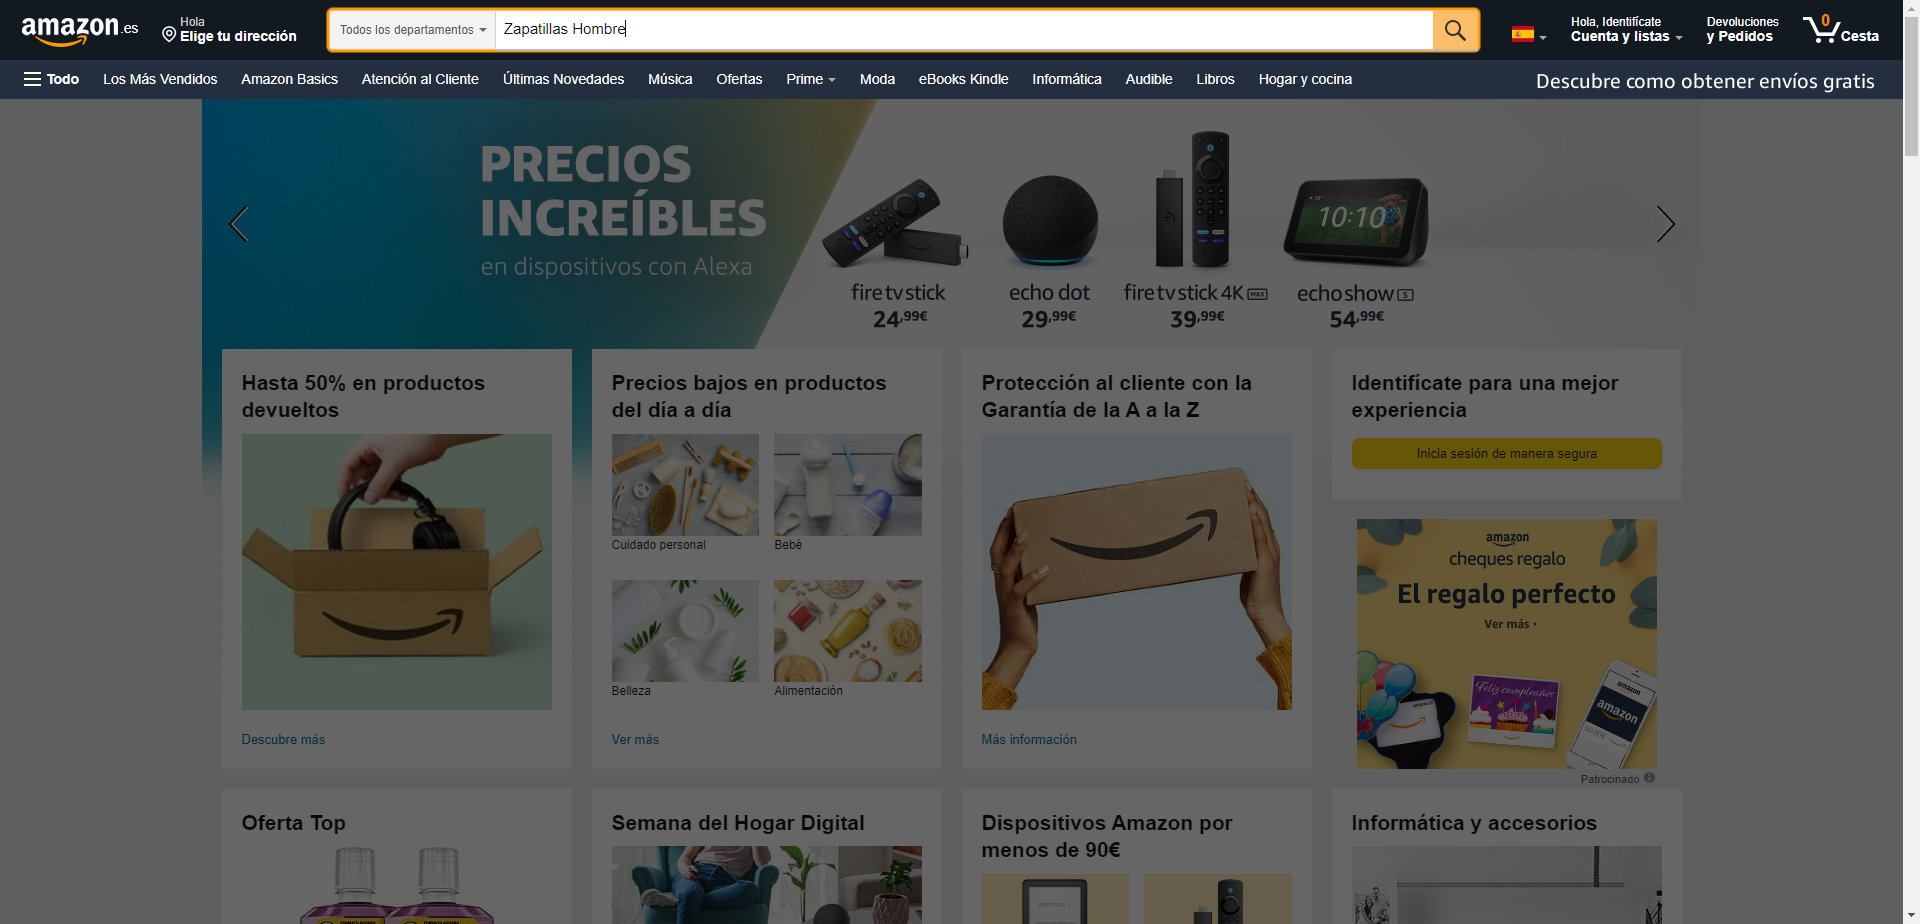 amazon.es
Hola
Elige tu dirección
Todos los departamentos
Zapatillas Hombre
Hola, Identifícate
Cuenta y listas
Devoluciones
y Pedidos
0
Cesta
Todo
Los Más Vendidos
Amazon Basics
Atención al Cliente
Últimas Novedades
Música
Ofertas
Prime
Moda
eBooks Kindle
Informática
Audible
Libros
Hogar y cocina
Descubre como obtener envíos gratis
PRECIOS
INCREÍBLES
en dispositivos con Alexa
10:10
fire tv stick
24,99€
echo dot
29,99€
fire tv stick 4K MAX
39,99€
echo show 5
54,99€
Hasta 50% en productos
devueltos
Descubre más
Precios bajos en productos
del día a día
Cuidado personal
Bebé
Belleza
Alimentación
Ver más
Protección al cliente con la
Garantía de la A a la Z
Más información
Identifícate para una mejor
experiencia
Inicia sesión de manera segura
amazon
cheques regalo
El regalo perfecto
Ver más
Feliz cumpleaños
amazon
amazon
Patrocinado
Oferta Top
Semana del Hogar Digital
Dispositivos Amazon por
menos de 90€
Informática y accesorios